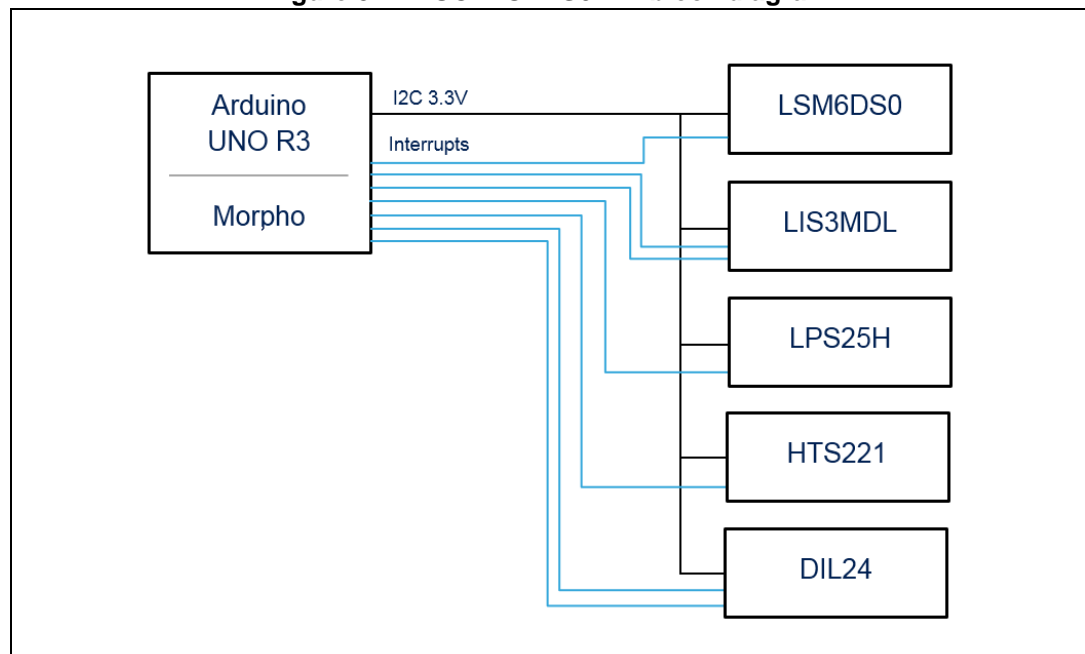 Arduino
UNO R3
Morpho
I2C 3.3V
Interrupts
LSM6DS0
LIS3MDL
LPS25H
HTS221
DIL24